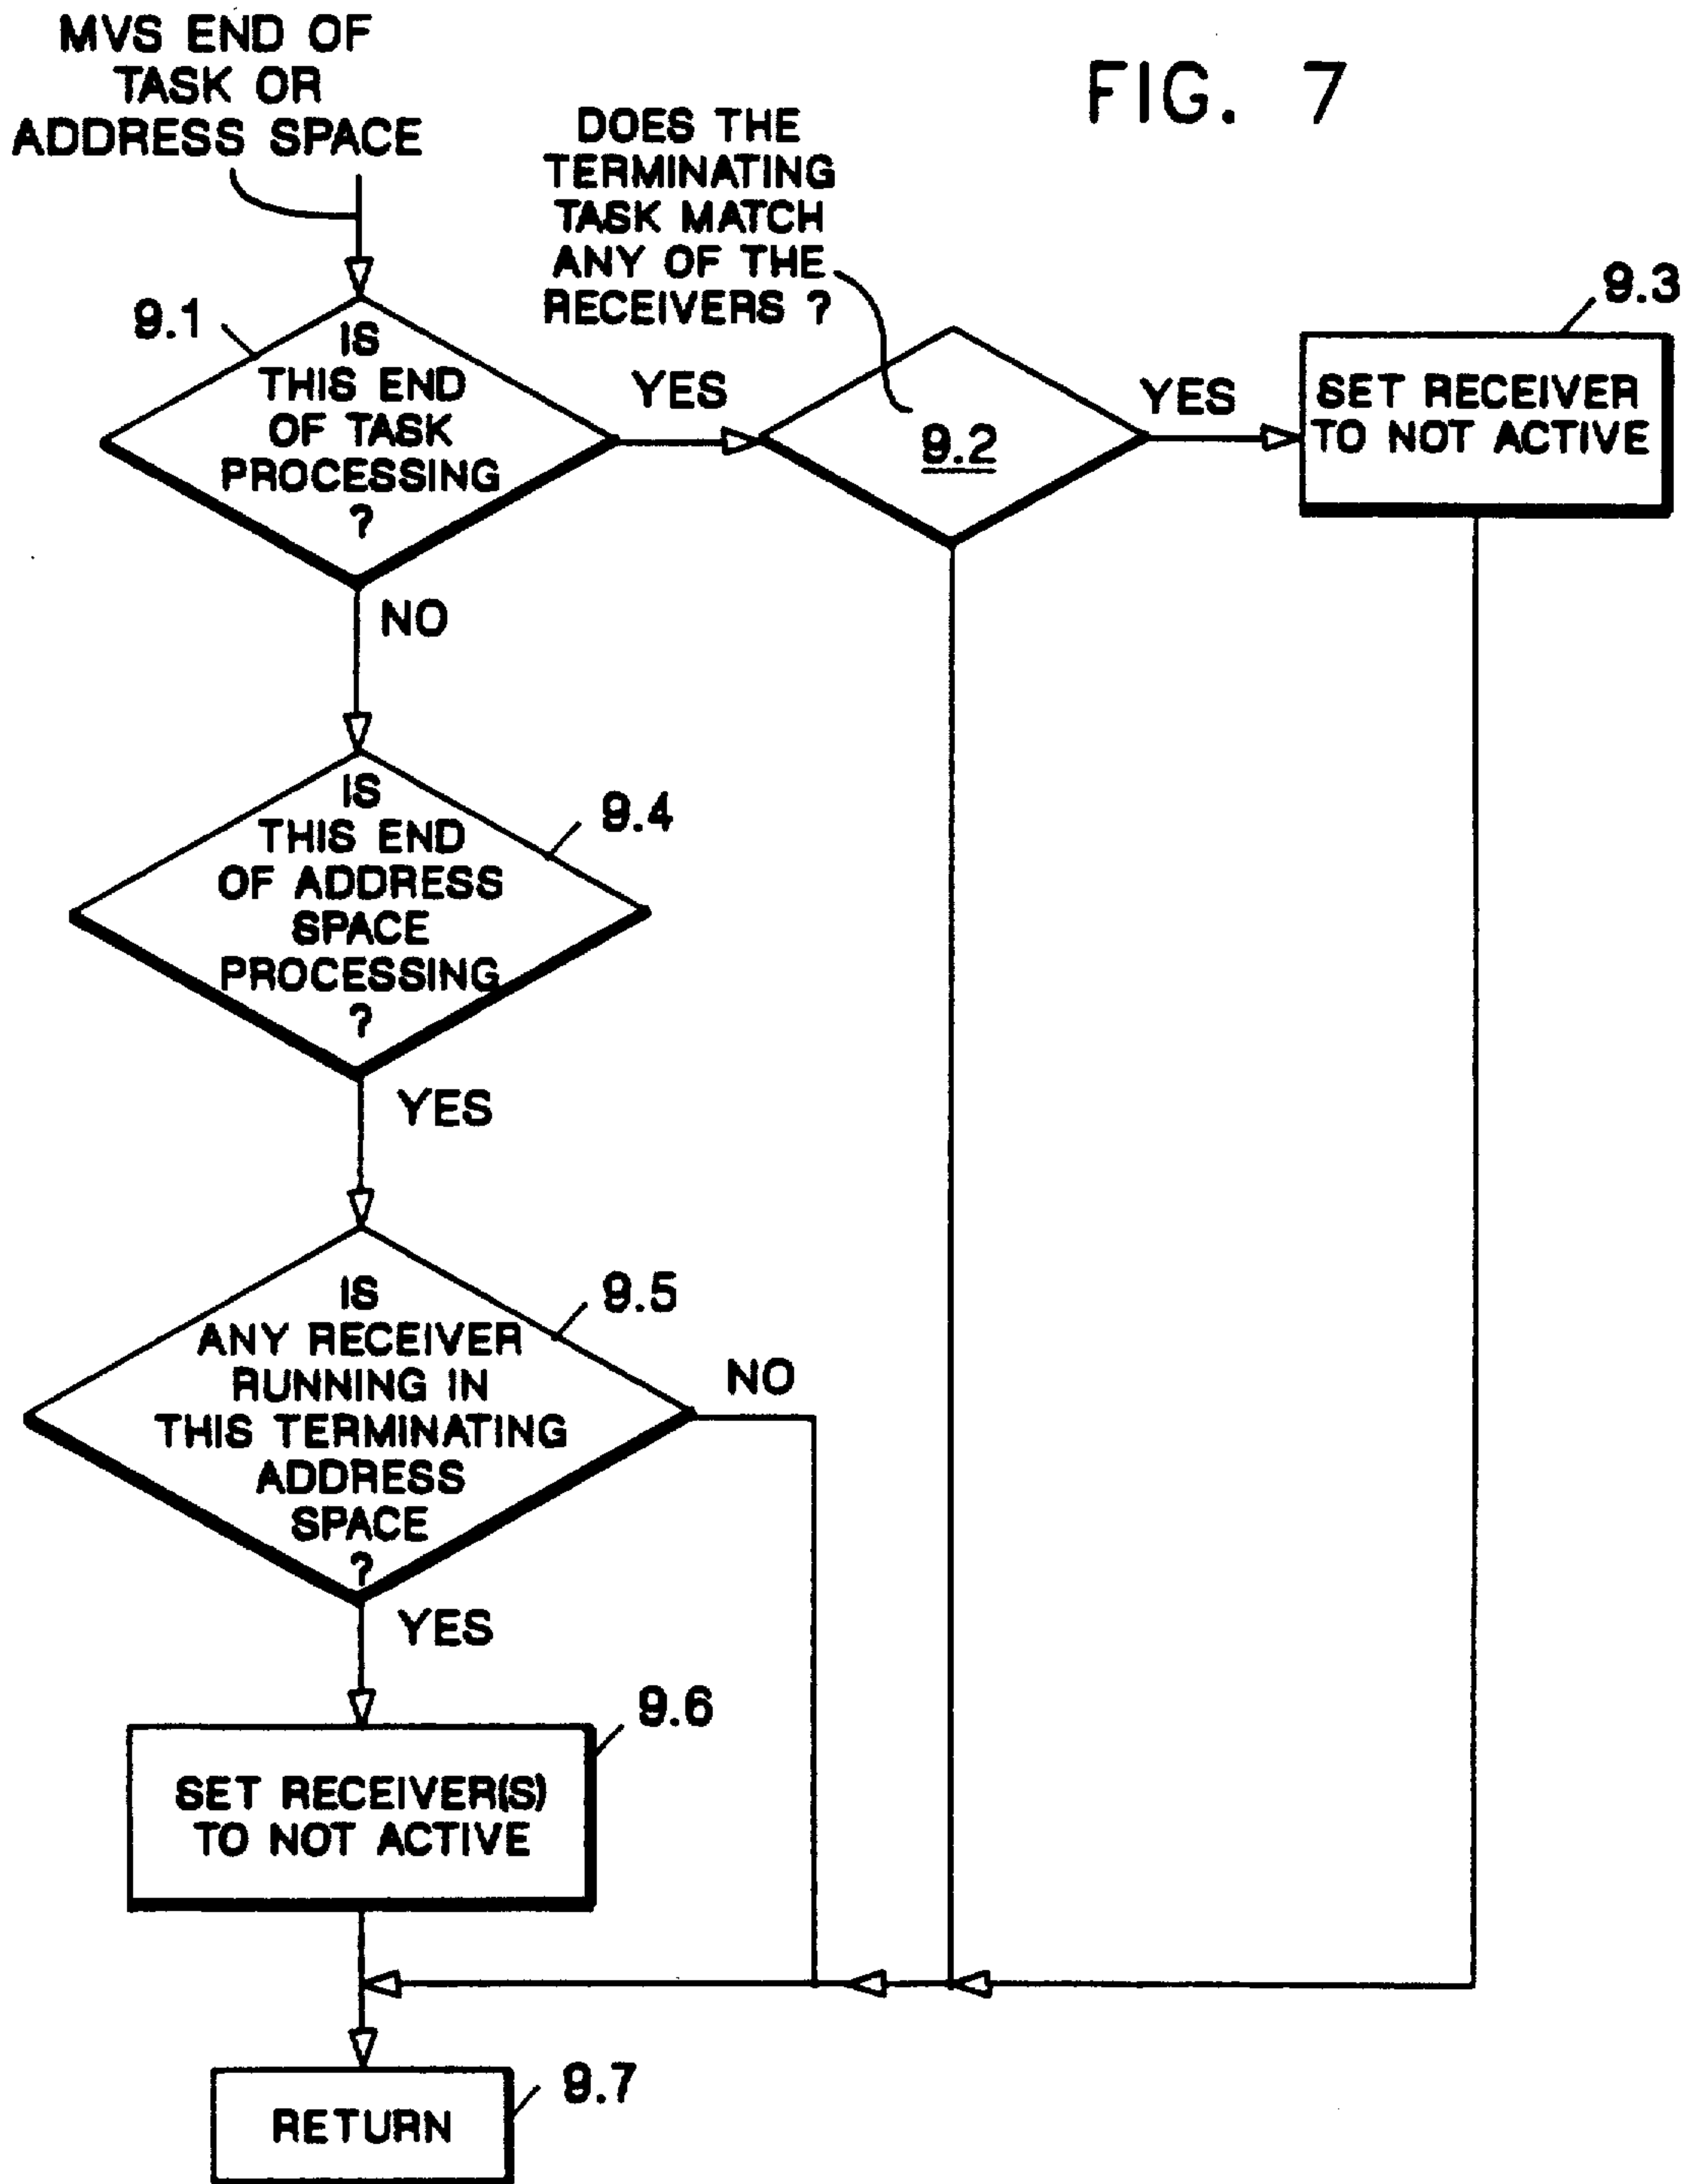 MVS END OF
TASK OR
ADDRESS SPACE
FIG. 7
DOES THE
TERMINATING
TASK MATCH
ANY OF THE
RECEIVERS ?
9.1
IS
THIS END
OF TASK
PROCESSING
?
YES
9.2
YES
9.3
SET RECEIVER
TO NOT ACTIVE
NO
IS
THIS END
OF ADDRESS
SPACE
PROCESSING
?
9.4
YES
IS
ANY RECEIVER
RUNNING IN
THIS TERMINATING
ADDRESS
SPACE
?
9.5
NO
YES
9.6
SET RECEIVER(S)
TO NOT ACTIVE
RETURN
9.7